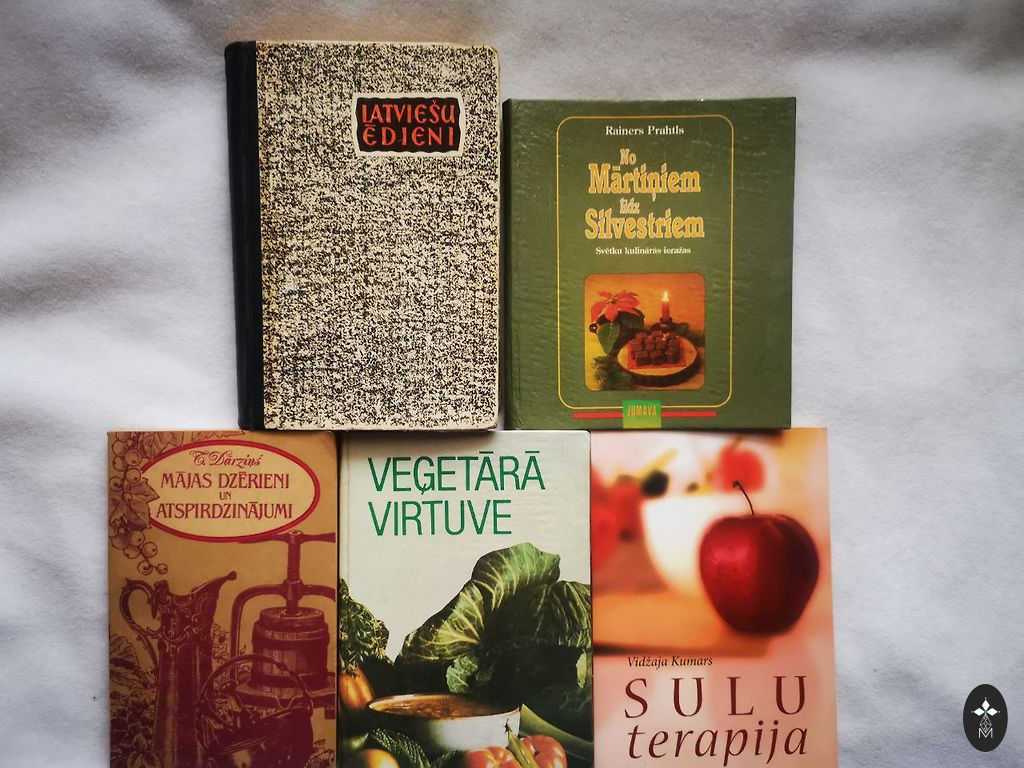 LATVIEŠU
ĒDIENI
Rainers Prahtls
No
Mārtiņiem
līdz
Silvestriem
Svētku kulinārās ieražas
JUMAVA
T. Dārziņš
MĀJAS DZĒRIENI
UN
ATSPIRDZINĀJUMI
VEĢETĀRĀ
VIRTUVE
Vidžaja Kumars
SULU
terapija